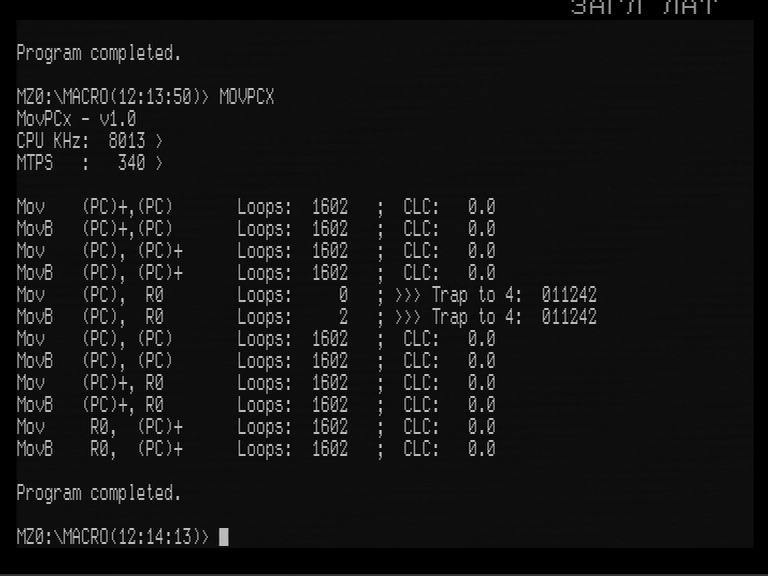 Program completed.
MZ0:\MACRO(12:13:50)> MOVPCX
MovPCx - v1.0
CPU KHz:  8013 >
MTPS   :   340 >
Mov    (PC)+,(PC)       Loops:  1602   ;  CLC:   0.0
MovB   (PC)+,(PC)       Loops:  1602   ;  CLC:   0.0
Mov    (PC), (PC)+      Loops:  1602   ;  CLC:   0.0
MovB   (PC), (PC)+      Loops:  1602   ;  CLC:   0.0
Mov    (PC),  R0        Loops:     0   ; >>> Trap to 4:  011242
MovB   (PC),  R0        Loops:     2   ; >>> Trap to 4:  011242
Mov    (PC), (PC)       Loops:  1602   ;  CLC:   0.0
MovB   (PC), (PC)       Loops:  1602   ;  CLC:   0.0
Mov    (PC)+, R0        Loops:  1602   ;  CLC:   0.0
MovB   (PC)+, R0        Loops:  1602   ;  CLC:   0.0
Mov     R0,  (PC)+      Loops:  1602   ;  CLC:   0.0
MovB    R0,  (PC)+      Loops:  1602   ;  CLC:   0.0
Program completed.
MZ0:\MACRO(12:14:13)>